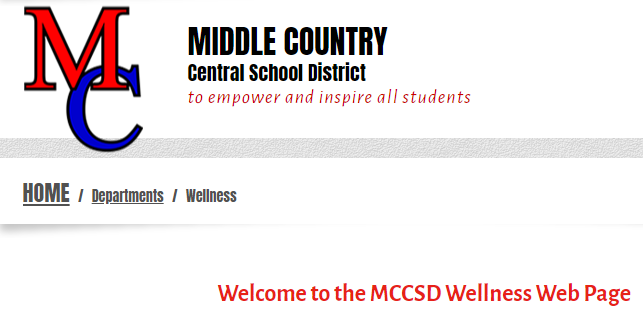 MC
MIDDLE COUNTRY
Central School District
to empower and inspire all students
HOME / Departments / Wellness
Welcome to the MCCSD Wellness Web Page